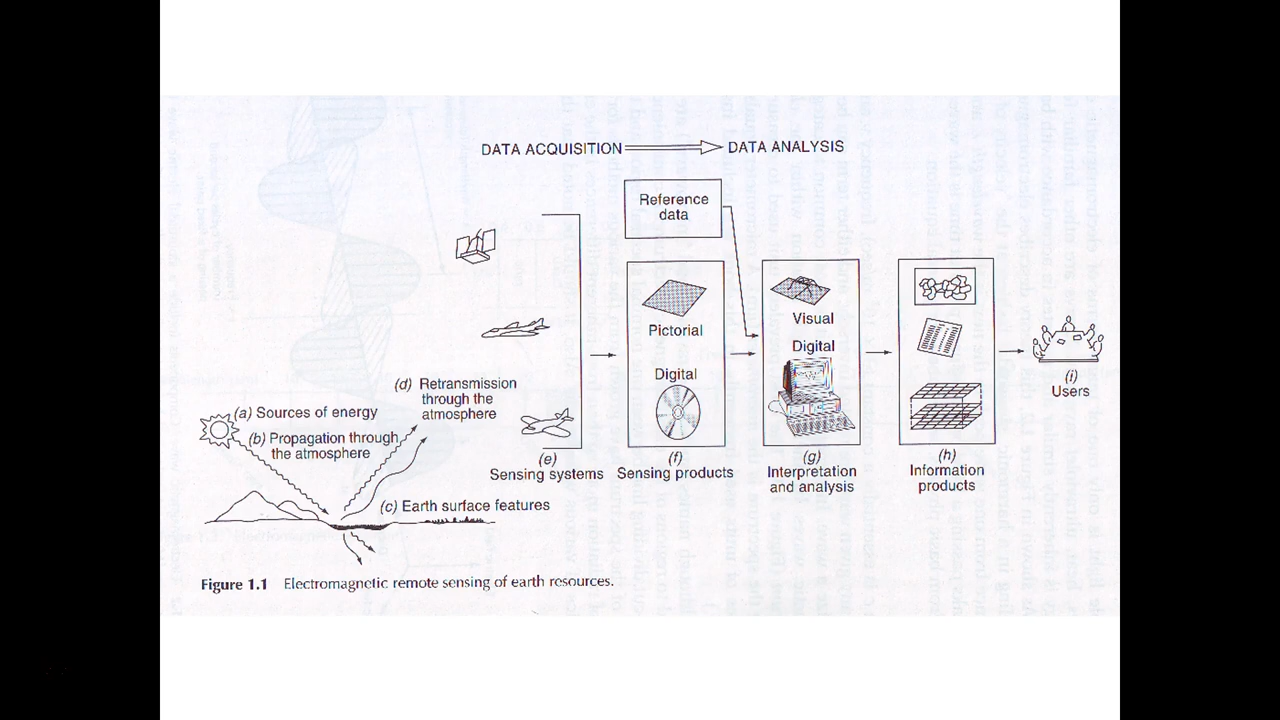 DATA ACQUISITION DATA ANALYSIS
Reference
data
Pictorial
Digital
Visual
Digital
(a) Sources of energy
(b) Propagation through
the atmosphere
(d) Retransmission
through the
atmosphere
(c) Earth surface features
(e)
Sensing systems
(f)
Sensing products
(g)
Interpretation
and analysis
(h)
Information
products
(i)
Users
Figure 1.1 Electromagnetic remote sensing of earth resources.